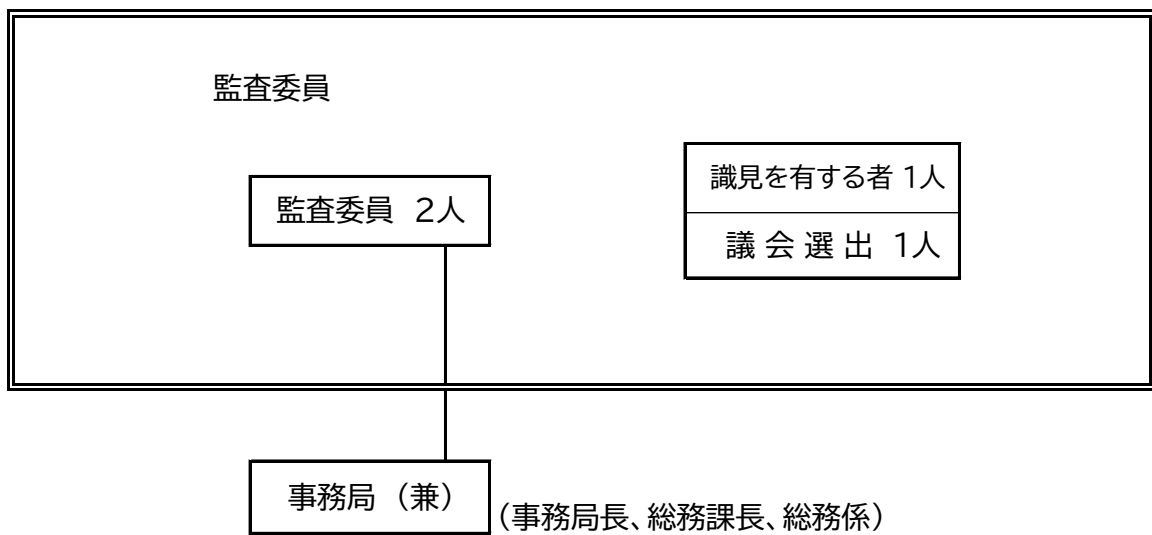 監査委員
識見を有する者 1人
監査委員 2人
議会選出 1人
事務局（兼）
（事務局長、総務課長、総務係）